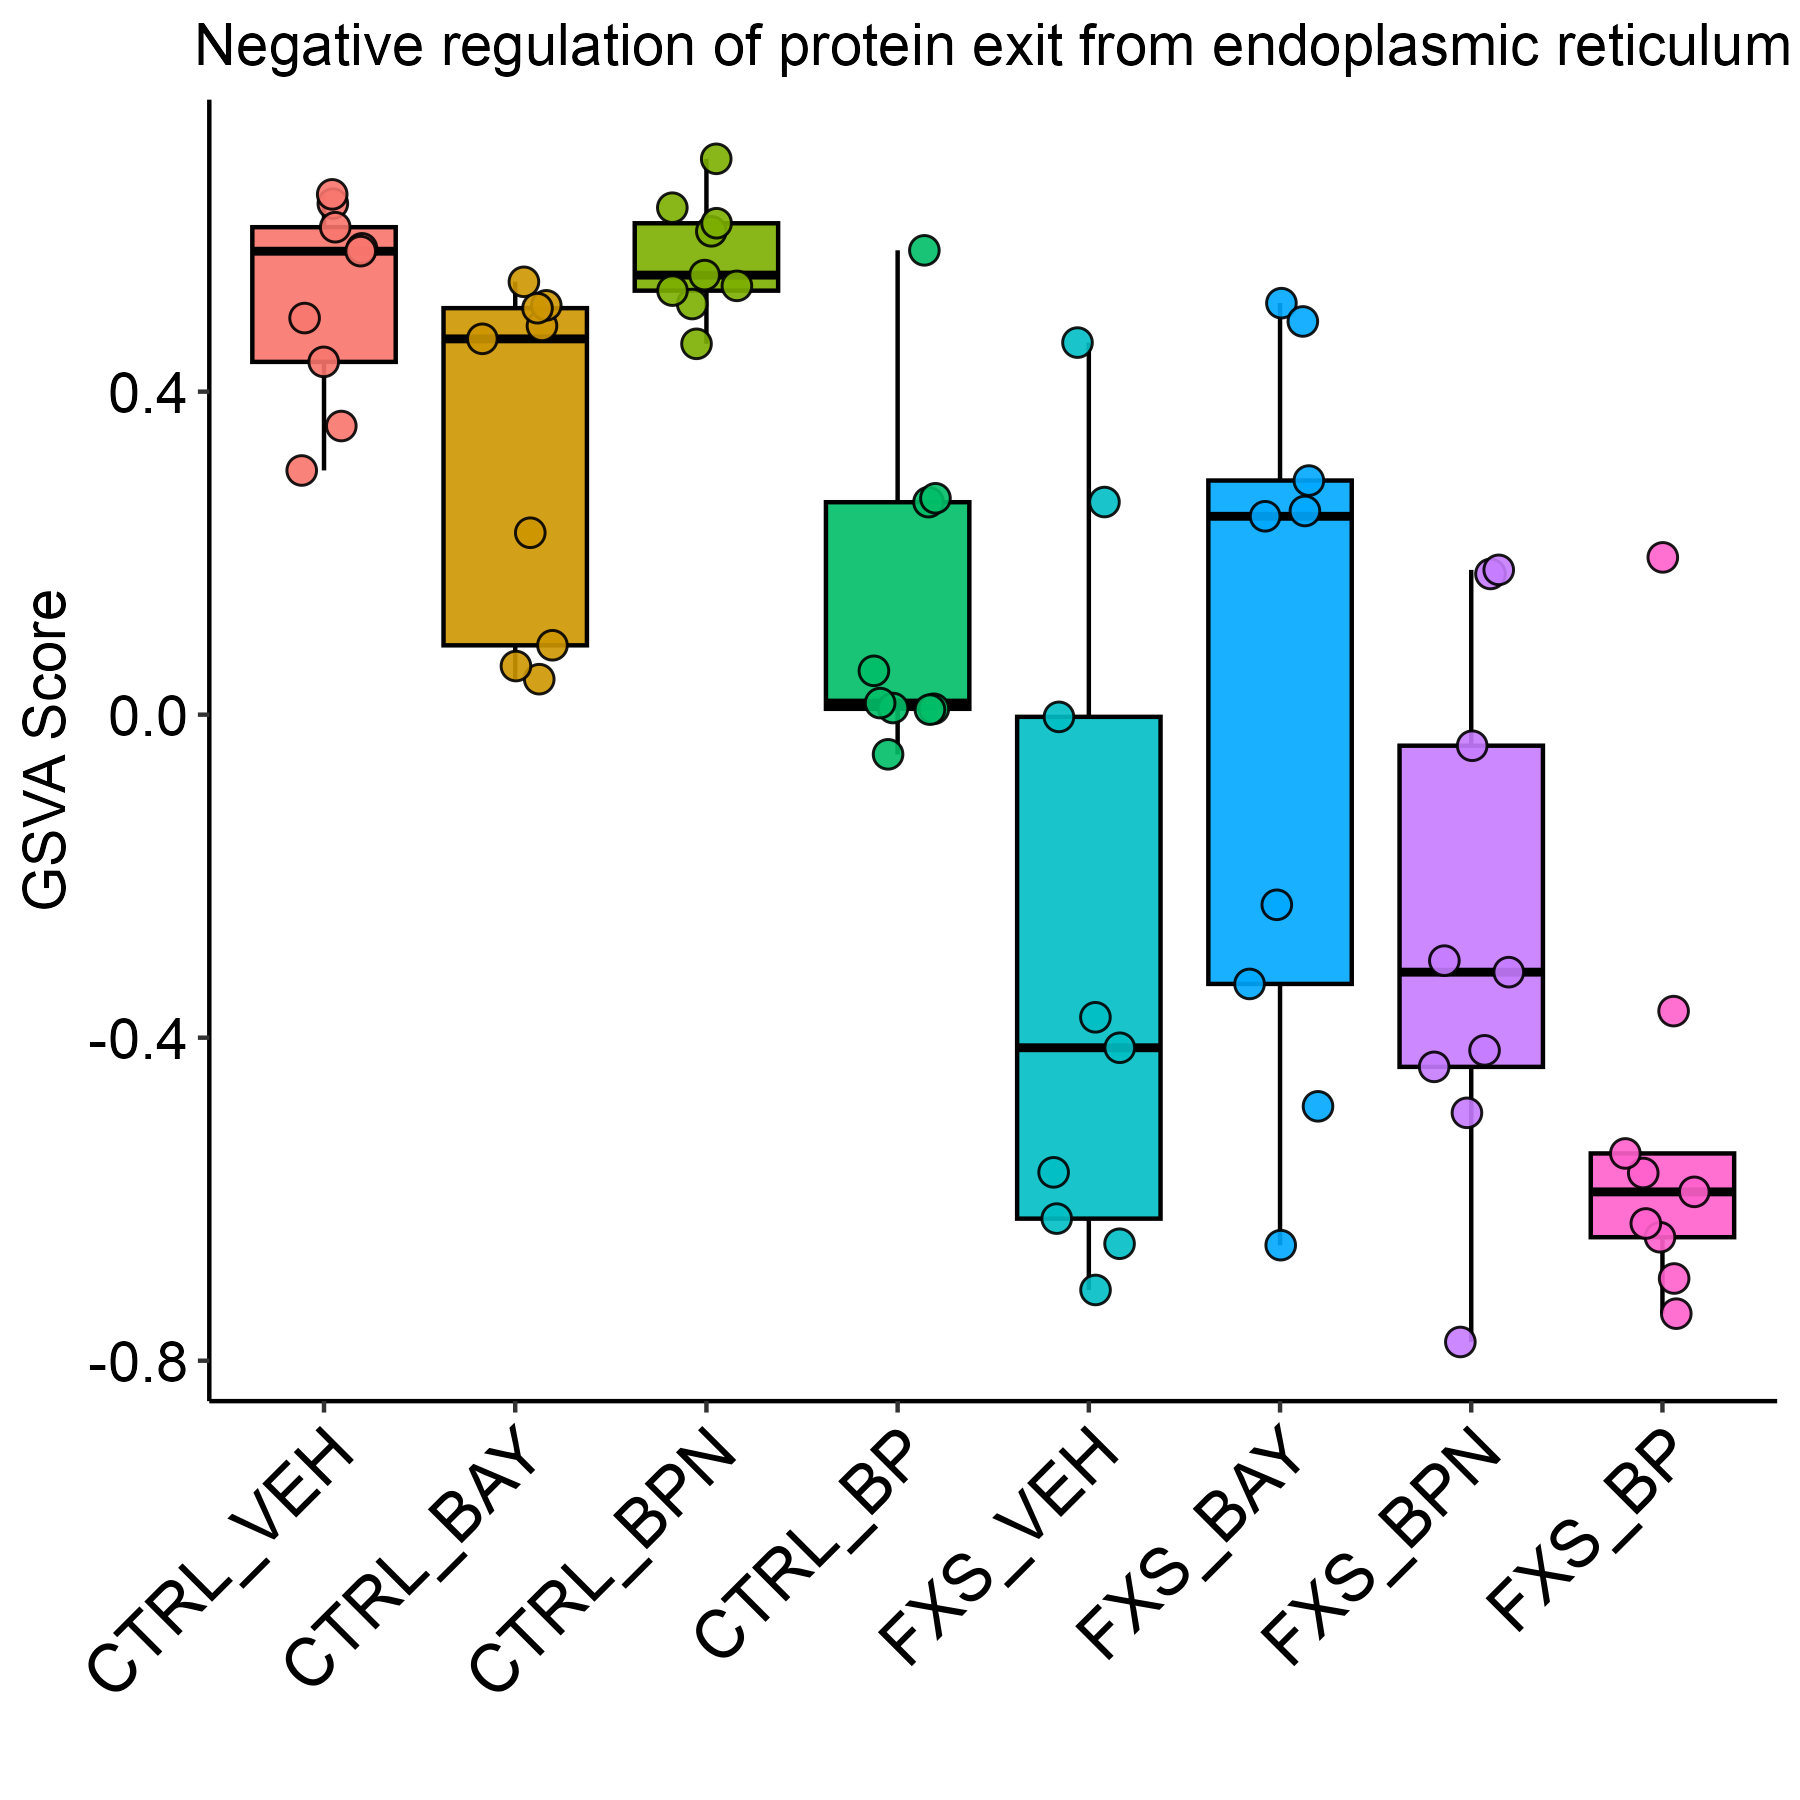 Negative regulation of protein exit from endoplasmic reticulum
GSVA Score
0.4
0.0
-0.4
-0.8
CTRL_VEH
CTRL_BAY
CTRL_BPN
CTRL_BP
FXS_VEH
FXS_BAY
FXS_BPN
FXS_BP